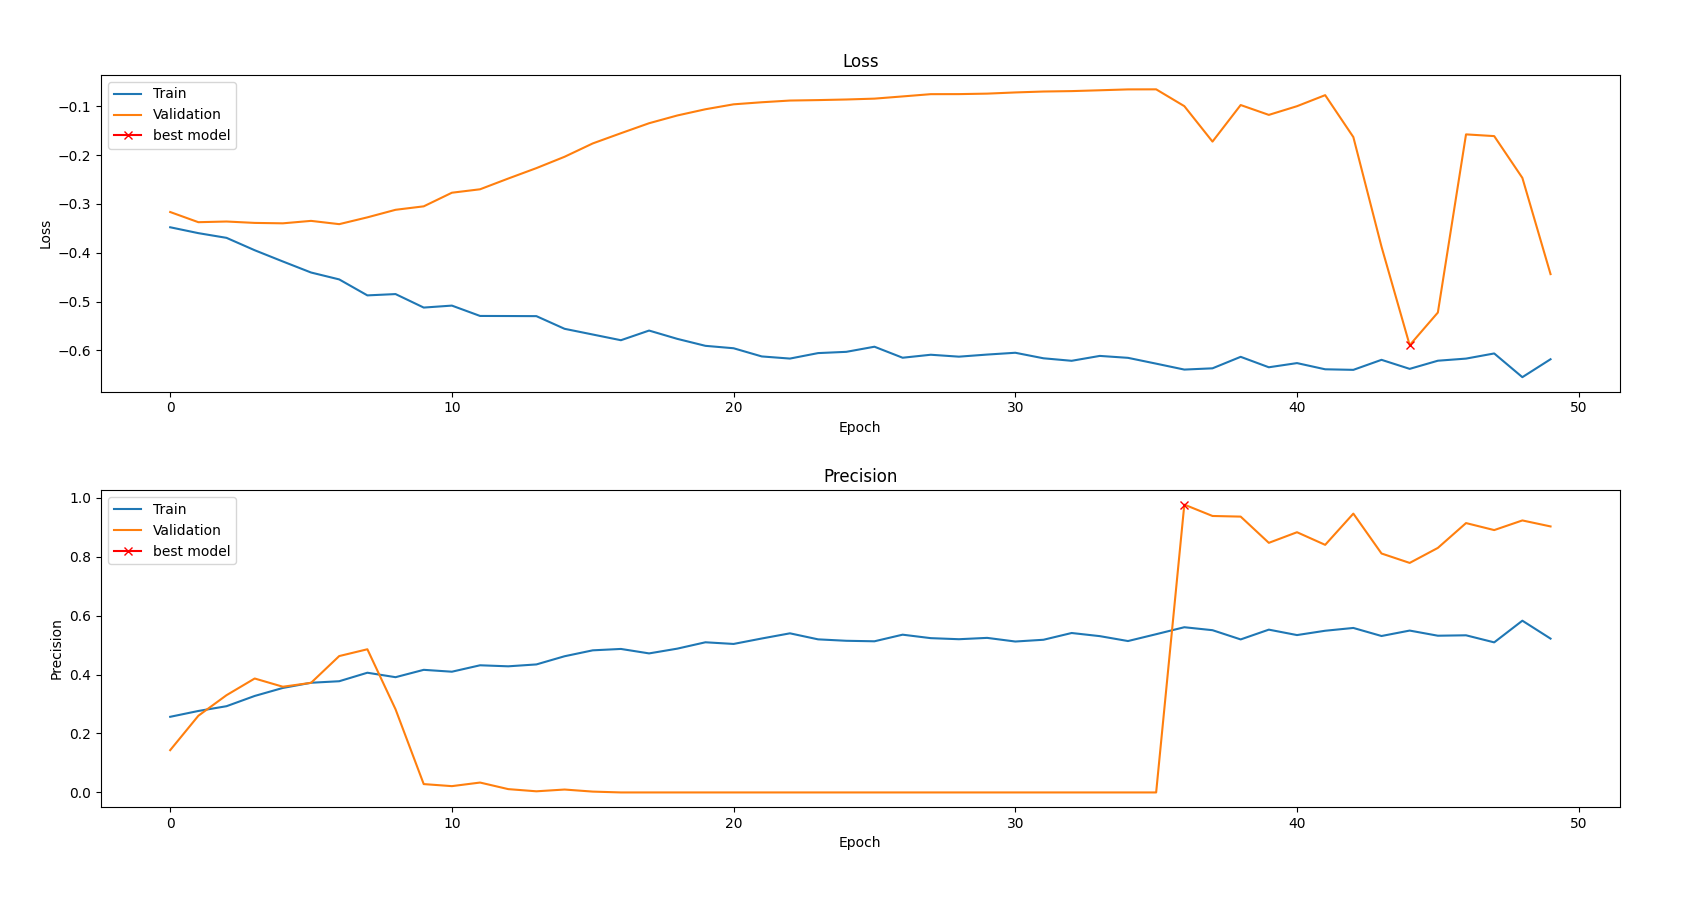 Loss
Train
Validation
best model
−0.1
−0.2
−0.3
−0.4
−0.5
−0.6
Loss
0 10 20 30 40 50
Epoch
Precision
Train
Validation
best model
1.0
0.8
0.6
0.4
0.2
0.0
Precision
0 10 20 30 40 50
Epoch